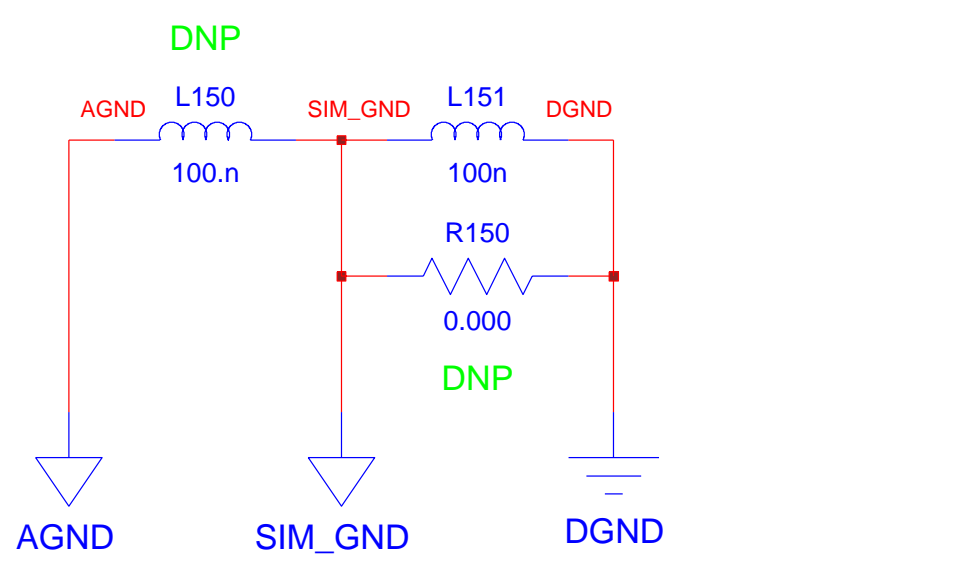 DNP
L150
L151
AGND
SIM_GND
DGND
100.n
100n
R150
0.000
DNP
AGND
SIM_GND
DGND